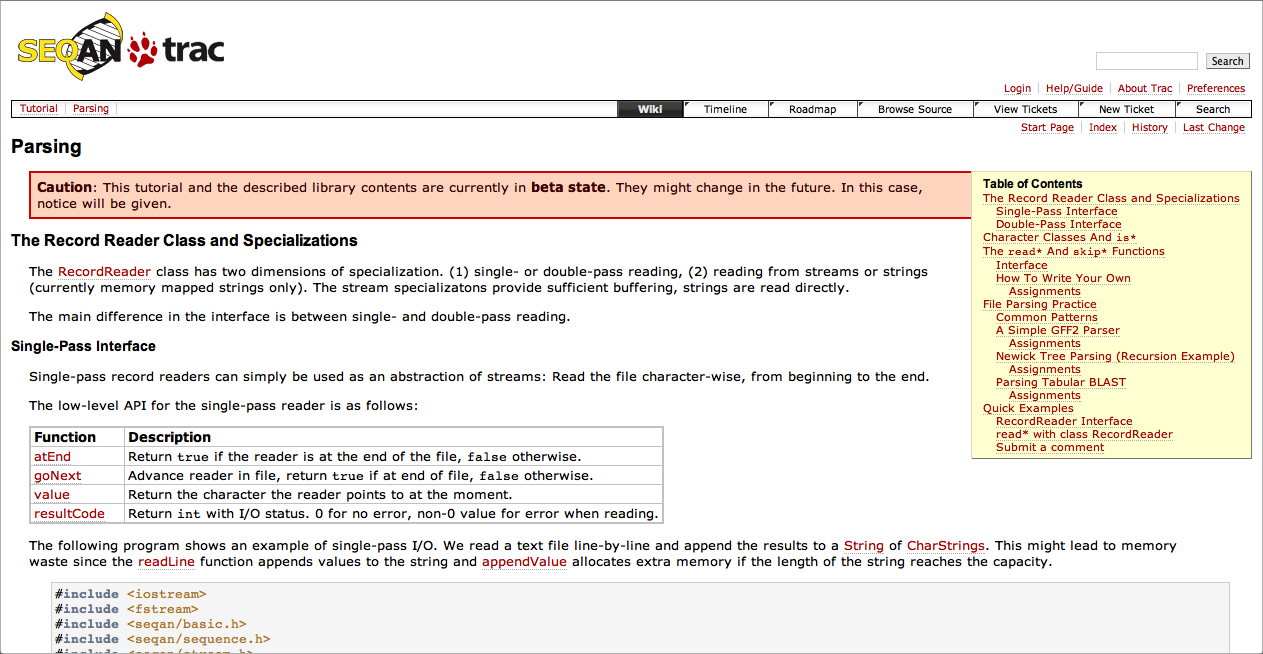 SEQAN trac
Search
Login Help/Guide About Trac Preferences
Tutorial Parsing Wiki Timeline Roadmap Browse Source View Tickets New Ticket Search
Start Page Index History Last Change
Parsing
Caution: This tutorial and the described library contents are currently in beta state. They might change in the future. In this case,
notice will be given.
Table of Contents
The Record Reader Class and Specializations
Single-Pass Interface
Double-Pass Interface
Character Classes And is*
The read* And skip* Functions
Interface
How To Write Your Own
Assignments
File Parsing Practice
Common Patterns
A Simple GFF2 Parser
Assignments
Newick Tree Parsing (Recursion Example)
Assignments
Parsing Tabular BLAST
Assignments
Quick Examples
RecordReader Interface
read* with class RecordReader
Submit a comment
The Record Reader Class and Specializations
The RecordReader class has two dimensions of specialization. (1) single- or double-pass reading, (2) reading from streams or strings
(currently memory mapped strings only). The stream specializatons provide sufficient buffering, strings are read directly.
The main difference in the interface is between single- and double-pass reading.
Single-Pass Interface
Single-pass record readers can simply be used as an abstraction of streams: Read the file character-wise, from beginning to the end.
The low-level API for the single-pass reader is as follows:
Function Description
atEnd Return true if the reader is at the end of the file, false otherwise.
goNext Advance reader in file, return true if at end of file, false otherwise.
value Return the character the reader points to at the moment.
resultCode Return int with I/O status. 0 for no error, non-0 value for error when reading.
The following program shows an example of single-pass I/O. We read a text file line-by-line and append the results to a String of CharStrings. This might lead to memory
waste since the readLine function appends values to the string and appendValue allocates extra memory if the length of the string reaches the capacity.
#include <iostream>
#include <fstream>
#include <seqan/basic.h>
#include <seqan/sequence.h>